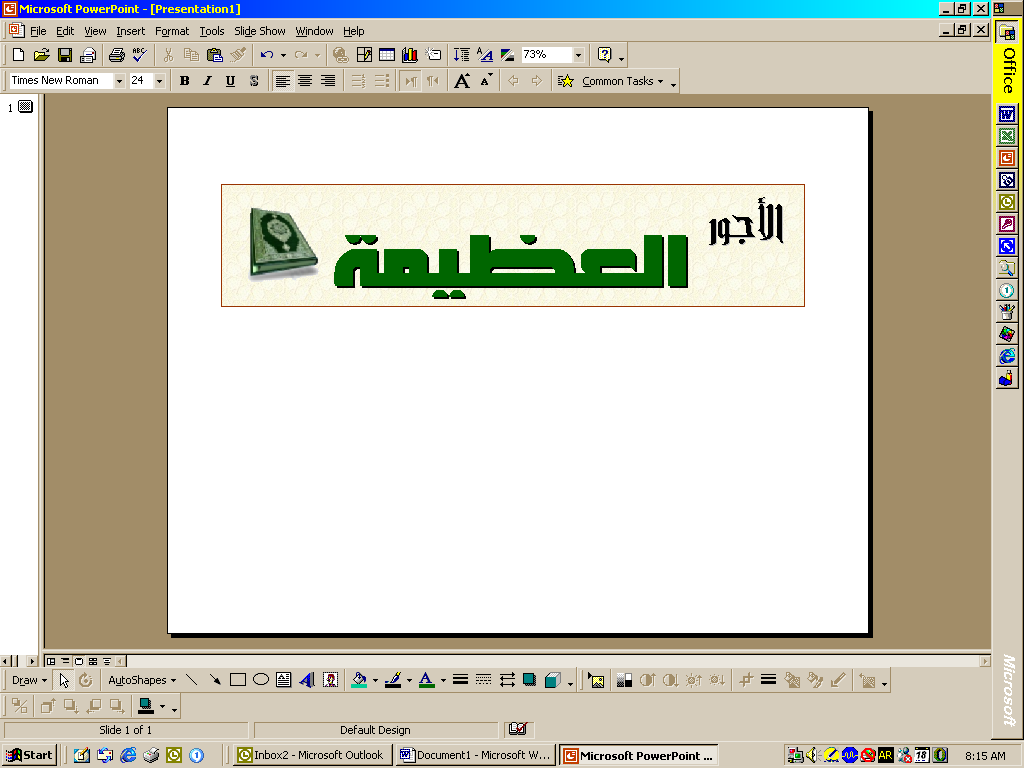 Microsoft PowerPoint - [Presentation1]
File Edit View Insert Format Tools Slide Show Window Help
73%
Times New Roman 24 B I U S A A Common Tasks
Office
1
الأجور
العظيمة
Draw AutoShapes
Microsoft
Slide 1 of 1 Default Design
Start Inbox2 - Microsoft Outlook Document1 - Microsoft W... Microsoft PowerPoint ... AR 18 8:15 AM